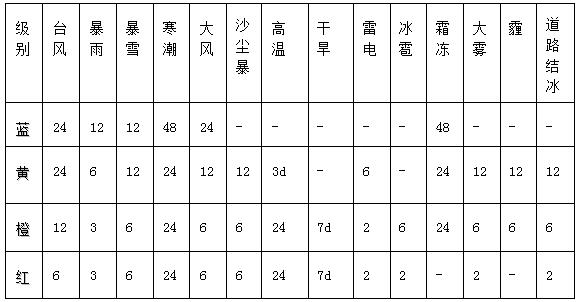 级别 台风 暴雨 暴雪 寒潮 大风 沙尘暴 高温 干旱 雷电 冰雹 霜冻 大雾 霾 道路结冰
蓝 24 12 12 48 24 - - - - - 48 - - -
黄 24 6 12 24 12 12 3d - 6 - 24 12 12 12
橙 12 3 6 24 6 6 24 7d 2 6 24 6 6 6
红 6 3 6 24 6 6 24 7d 2 2 - 2 - 2